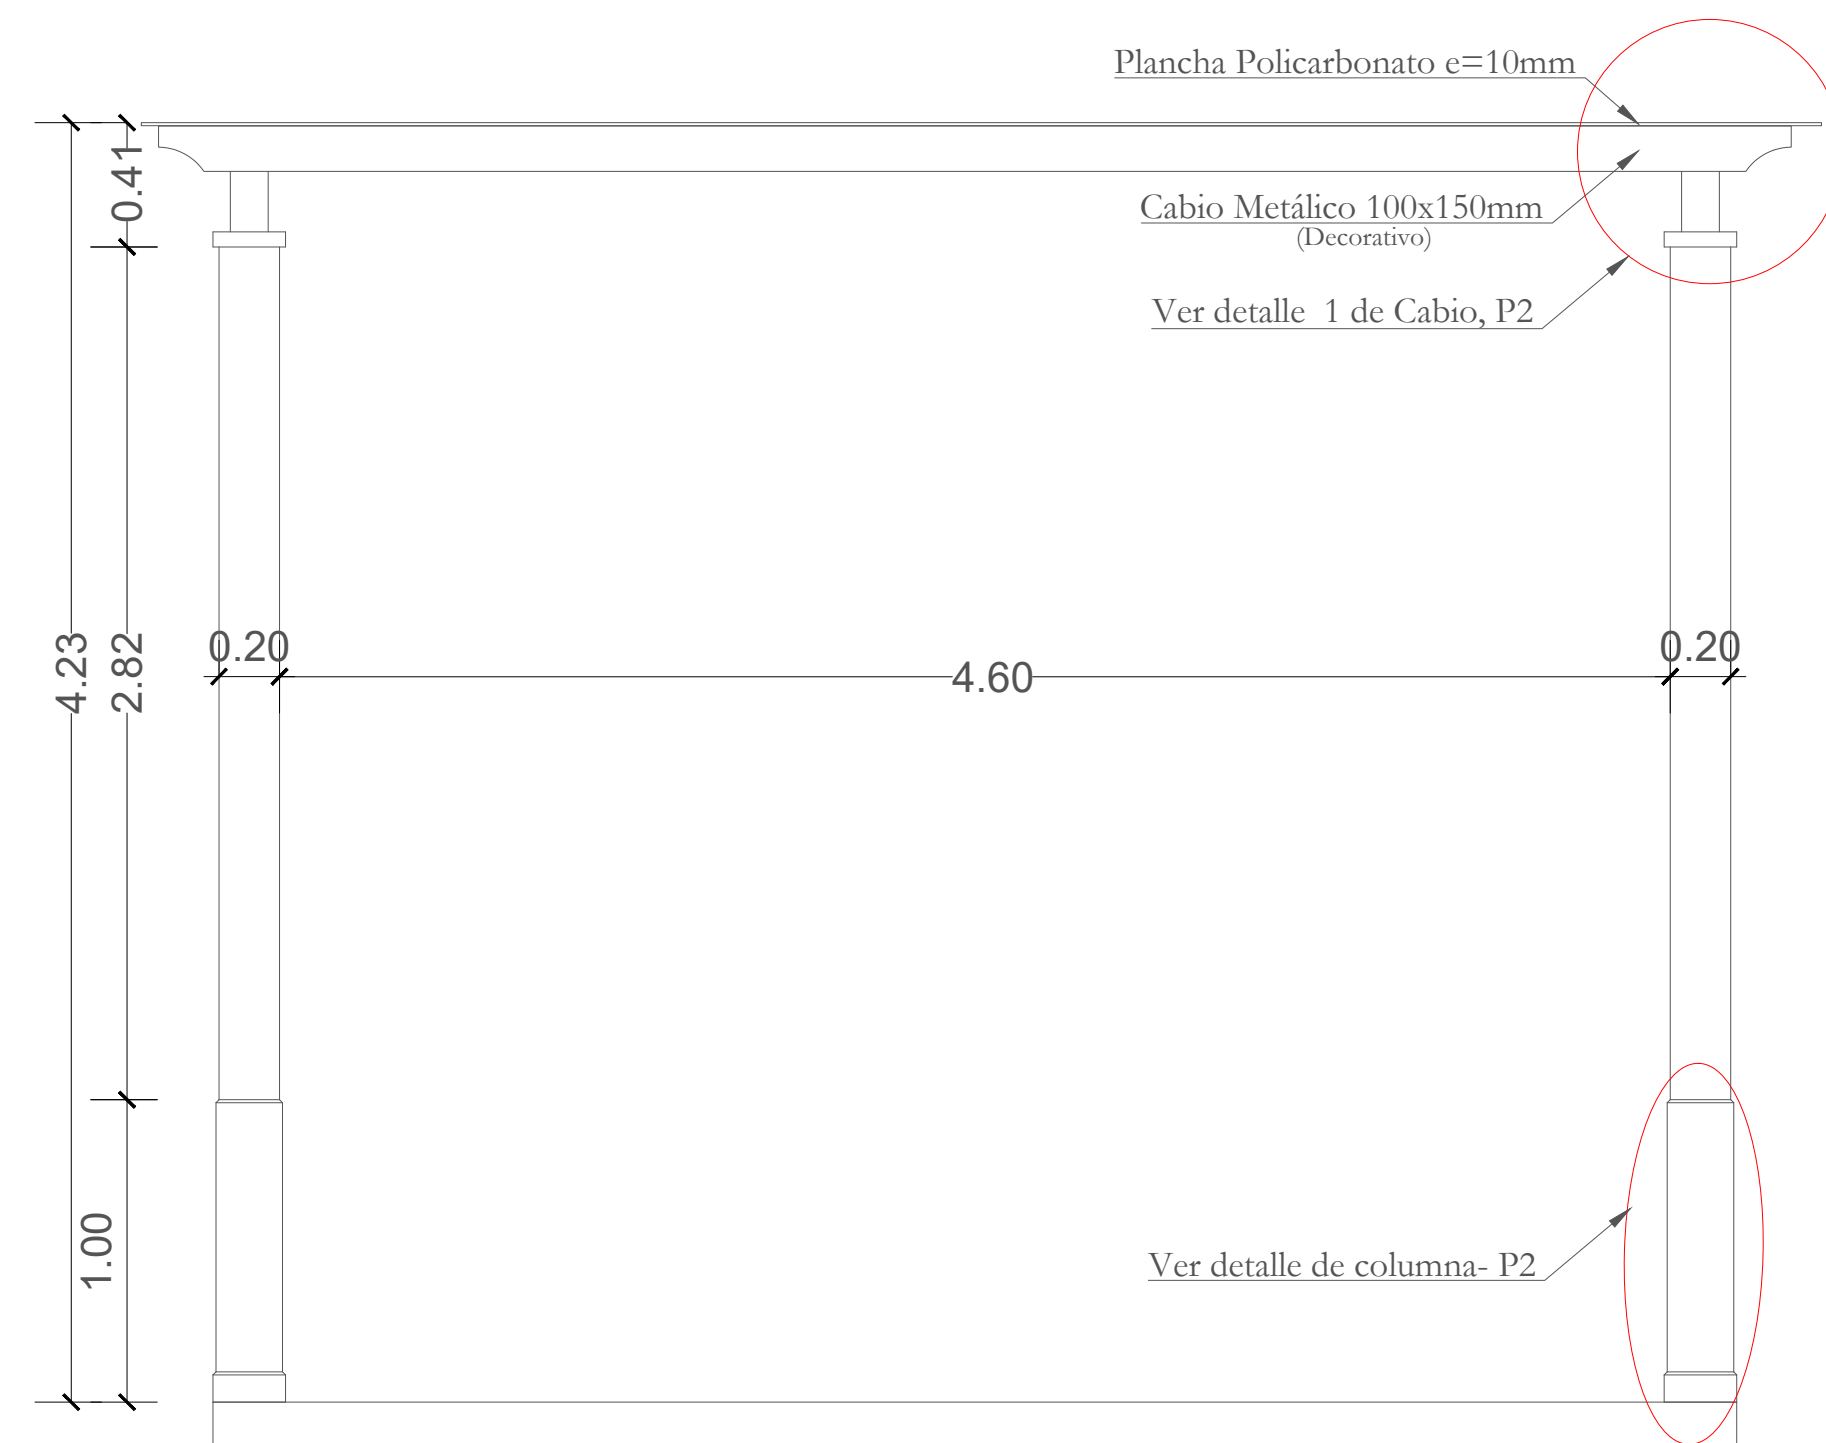 Plancha Policarbonato e=10mm
0.41
Cabio Metálico 100x150mm
(Decorativo)
Ver detalle 1 de Cabio, P2
4.23
2.82
0.20
4.60
0.20
1.00
Ver detalle de columna- P2